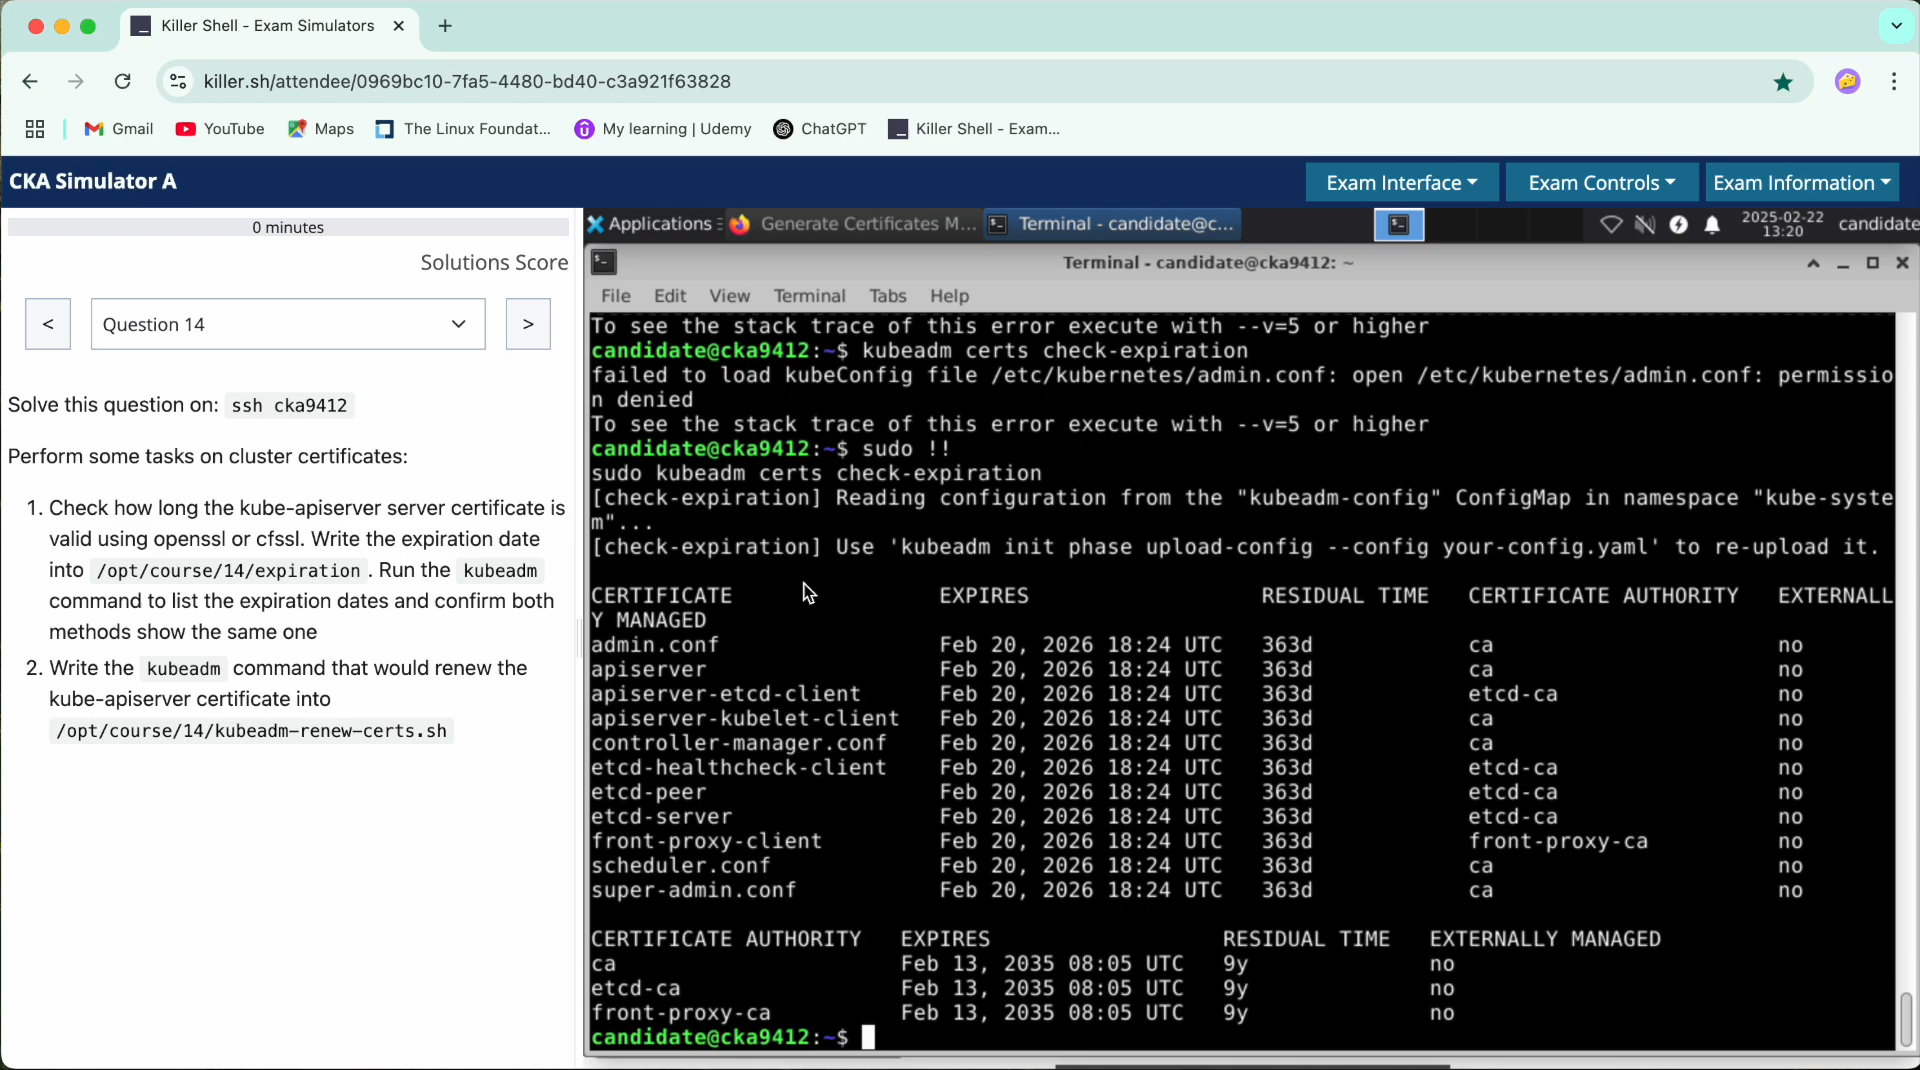 Killer Shell - Exam Simulators
killer.sh/attendee/0969bc10-7fa5-4480-bd40-c3a921f63828
Gmail YouTube Maps The Linux Foundat... My learning | Udemy ChatGPT Killer Shell - Exam...
CKA Simulator A
Exam Interface Exam Controls Exam Information
0 minutes
Solutions Score
< Question 14 >
Solve this question on: ssh cka9412
Perform some tasks on cluster certificates:
1. Check how long the kube-apiserver server certificate is
valid using openssl or cfssl. Write the expiration date
into /opt/course/14/expiration . Run the kubeadm
command to list the expiration dates and confirm both
methods show the same one
2. Write the kubeadm command that would renew the
kube-apiserver certificate into
/opt/course/14/kubeadm-renew-certs.sh
Applications Generate Certificates M... Terminal - candidate@c... 2025-02-22
13:20 candidate
Terminal - candidate@cka9412: ~
File Edit View Terminal Tabs Help
To see the stack trace of this error execute with --v=5 or higher
candidate@cka9412:~$ kubeadm certs check-expiration
failed to load kubeConfig file /etc/kubernetes/admin.conf: open /etc/kubernetes/admin.conf: permissio
n denied
To see the stack trace of this error execute with --v=5 or higher
candidate@cka9412:~$ sudo !!
sudo kubeadm certs check-expiration
[check-expiration] Reading configuration from the "kubeadm-config" ConfigMap in namespace "kube-syste
m"...
[check-expiration] Use 'kubeadm init phase upload-config --config your-config.yaml' to re-upload it.
CERTIFICATE EXPIRES RESIDUAL TIME CERTIFICATE AUTHORITY EXTERNALL
Y MANAGED
admin.conf Feb 20, 2026 18:24 UTC 363d ca no
apiserver Feb 20, 2026 18:24 UTC 363d ca no
apiserver-etcd-client Feb 20, 2026 18:24 UTC 363d etcd-ca no
apiserver-kubelet-client Feb 20, 2026 18:24 UTC 363d ca no
controller-manager.conf Feb 20, 2026 18:24 UTC 363d ca no
etcd-healthcheck-client Feb 20, 2026 18:24 UTC 363d etcd-ca no
etcd-peer Feb 20, 2026 18:24 UTC 363d etcd-ca no
etcd-server Feb 20, 2026 18:24 UTC 363d etcd-ca no
front-proxy-client Feb 20, 2026 18:24 UTC 363d front-proxy-ca no
scheduler.conf Feb 20, 2026 18:24 UTC 363d ca no
super-admin.conf Feb 20, 2026 18:24 UTC 363d ca no
CERTIFICATE AUTHORITY EXPIRES RESIDUAL TIME EXTERNALLY MANAGED
ca Feb 13, 2035 08:05 UTC 9y no
etcd-ca Feb 13, 2035 08:05 UTC 9y no
front-proxy-ca Feb 13, 2035 08:05 UTC 9y no
candidate@cka9412:~$